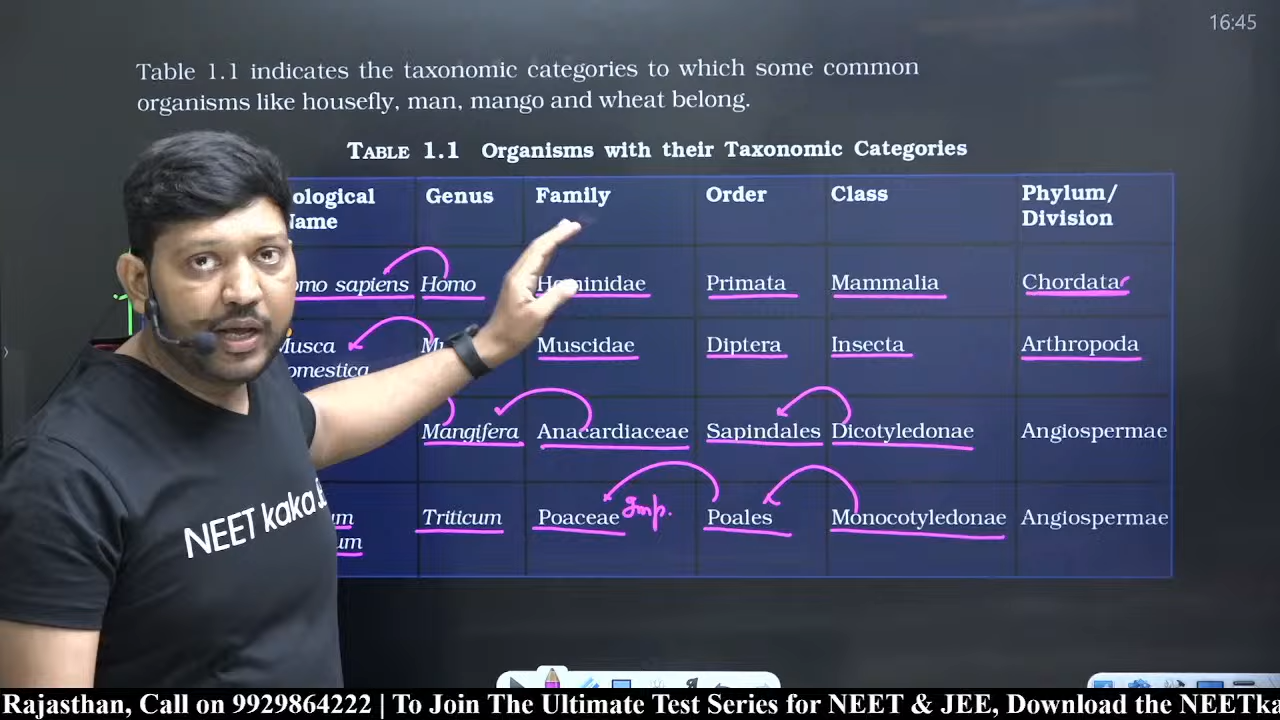 16:45
Table 1.1 indicates the taxonomic categories to which some common
organisms like housefly, man, mango and wheat belong.
TABLE 1.1 Organisms with their Taxonomic Categories
ological Name Genus Family Order Class Phylum/ Division
omo sapiens Homo Hominidae Primata Mammalia Chordata
Musca omestica Muscidae Diptera Insecta Arthropoda
Mangifera Anacardiaceae Sapindales Dicotyledonae Angiospermae
um um Triticum Poaceae Imp. Poales Monocotyledonae Angiospermae
NEET kaka
Rajasthan, Call on 9929864222 | To Join The Ultimate Test Series for NEET & JEE, Download the NEETka